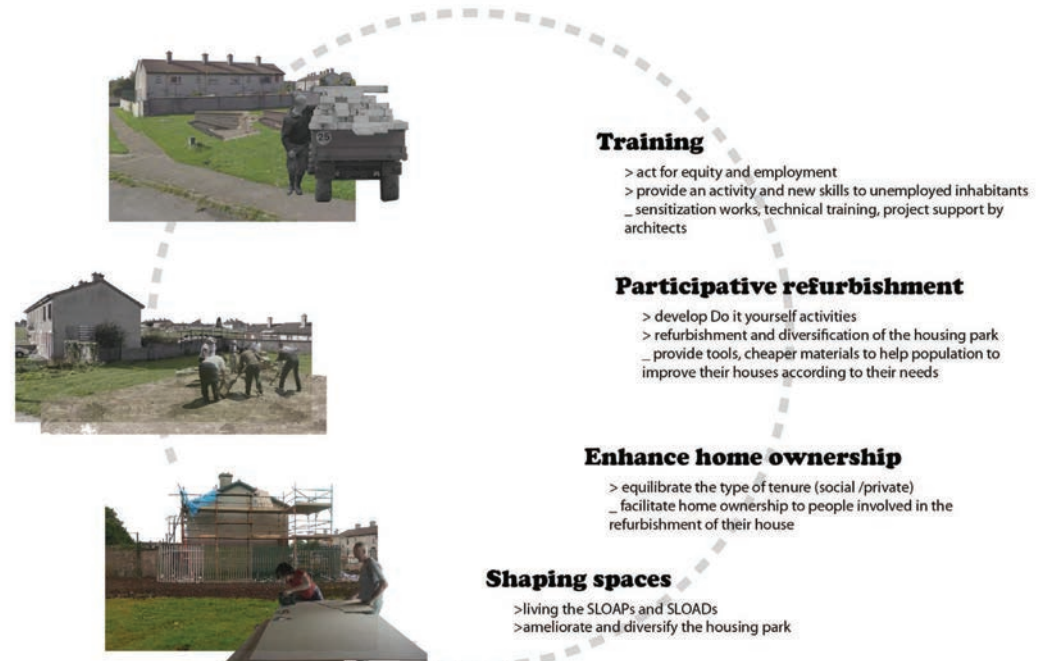 25
Training
> act for equity and employment
> provide an activity and new skills to unemployed inhabitants
_ sensitization works, technical training, project support by
architects
Participative refurbishment
> develop Do it yourself activities
> refurbishment and diversification of the housing park
_ provide tools, cheaper materials to help population to
improve their houses according to their needs
Enhance home ownership
> equilibrate the type of tenure (social /private)
_ facilitate home ownership to people involved in the
refurbishment of their house
Shaping spaces
>living the SLOAPs and SLOADs
>ameliorate and diversify the housing park